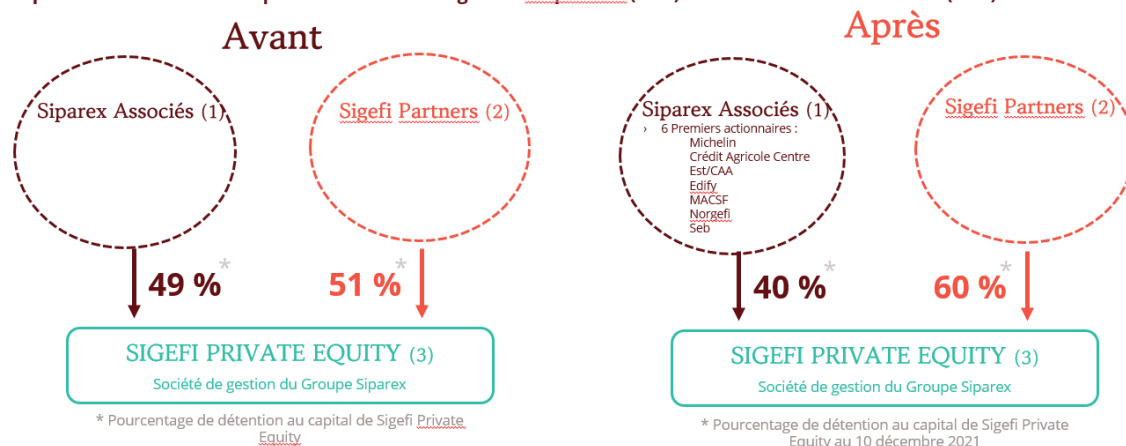 Avant
Siparex Associés (1)
Sigefi Partners (2)
49 %*
51 %*
SIGEFI PRIVATE EQUITY (3)
Société de gestion du Groupe Siparex
* Pourcentage de détention au capital de Sigefi Private
Equity
Après
Siparex Associés (1)
› 6 Premiers actionnaires :
Michelin
Crédit Agricole Centre
Est/CAA
Edify
MACSF
Norgefi
Seb
Sigefi Partners (2)
40 %*
60 %*
SIGEFI PRIVATE EQUITY (3)
Société de gestion du Groupe Siparex
* Pourcentage de détention au capital de Sigefi Private
Equity au 10 décembre 2021